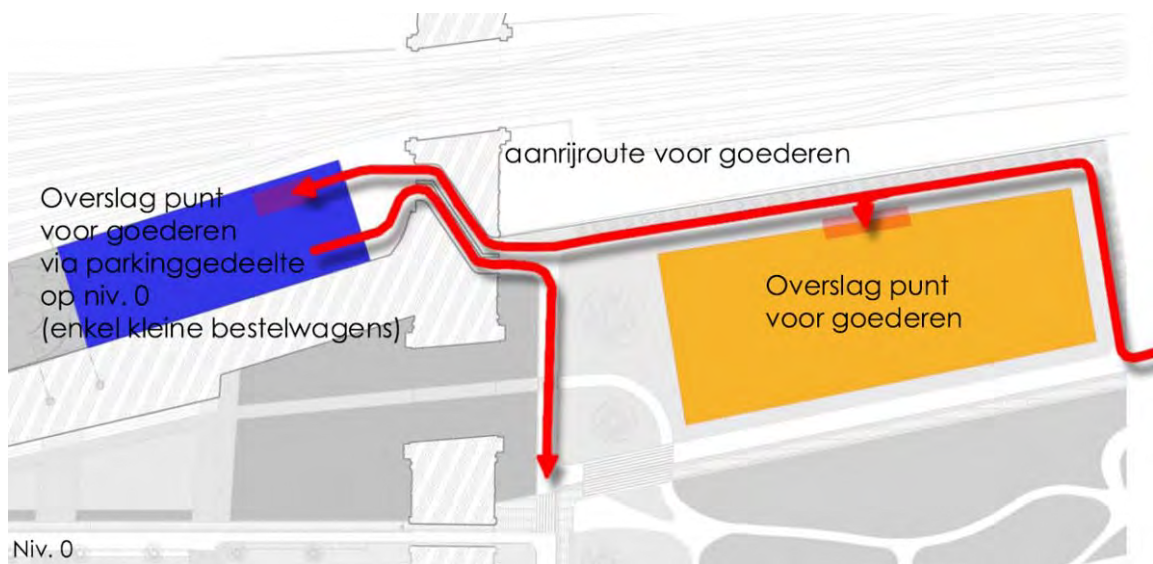 aanrijroute voor goederen
Overslag punt
voor goederen
via parkinggedeelte
op niv. 0
(enkel kleine bestelwagens)
Overslag punt
voor goederen
Niv. 0